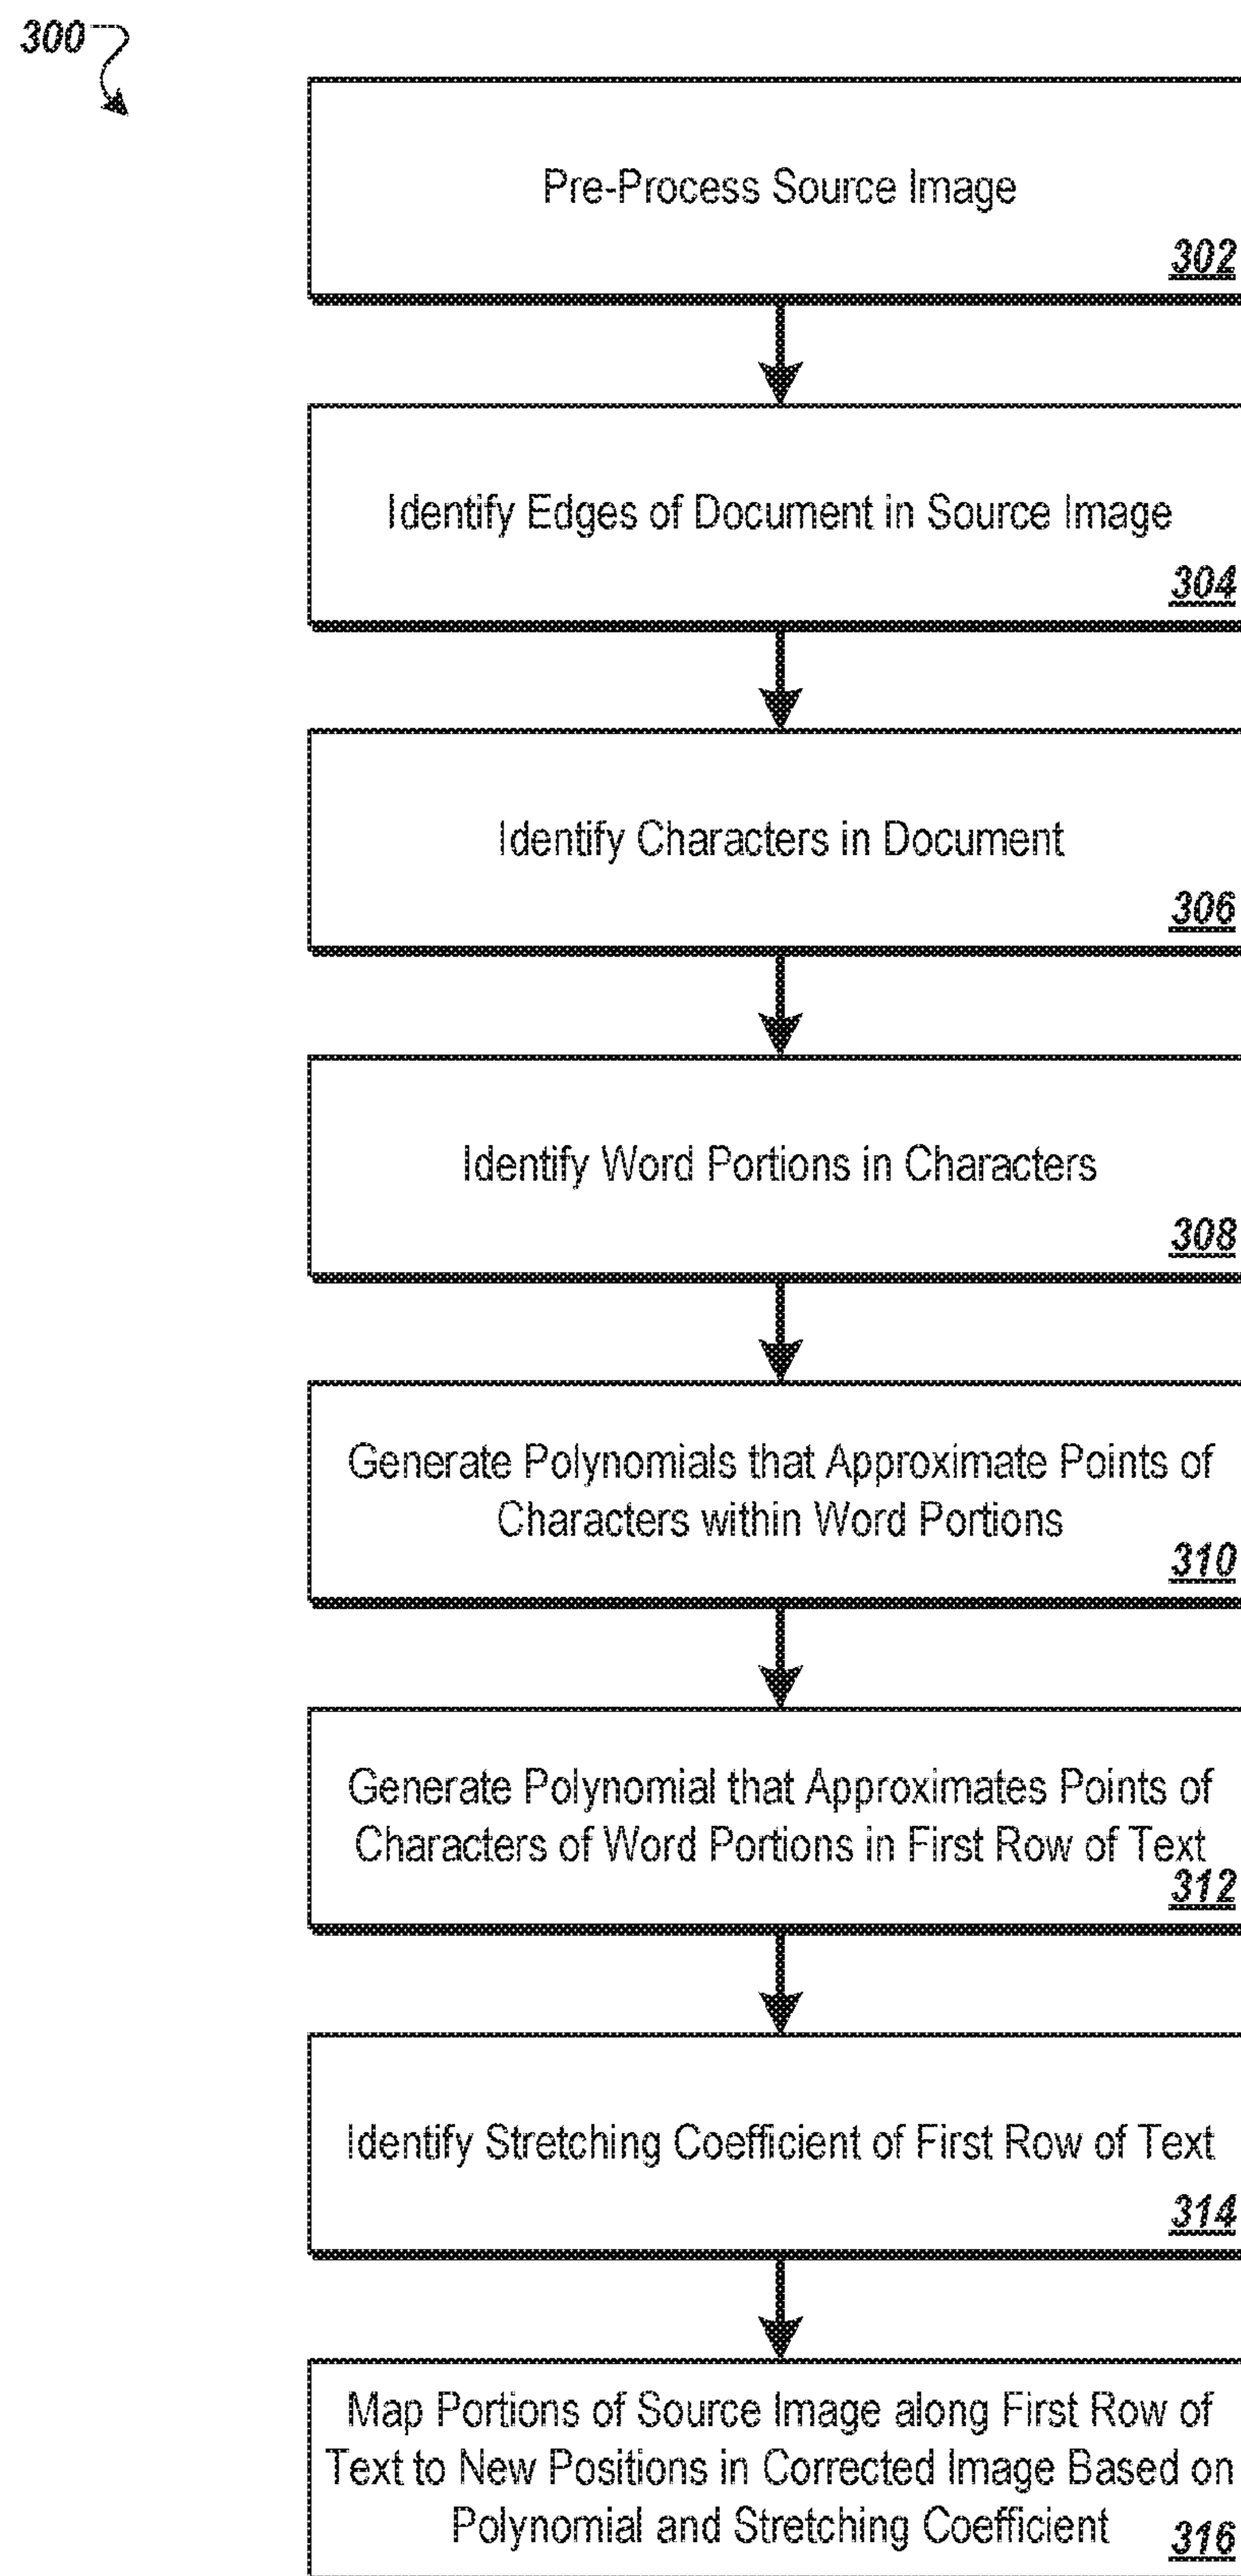 300
Pre-Process Source Image
302
Identify Edges of Document in Source Image
304
Identify Characters in Document
306
Identify Word Portions in Characters
308
Generate Polynomials that Approximate Points of
Characters within Word Portions
310
Generate Polynomial that Approximates Points of
Characters of Word Portions in First Row of Text
312
Identify Stretching Coefficient of First Row of Text
314
Map Portions of Source Image along First Row of
Text to New Positions in Corrected Image Based on
Polynomial and Stretching Coefficient
316